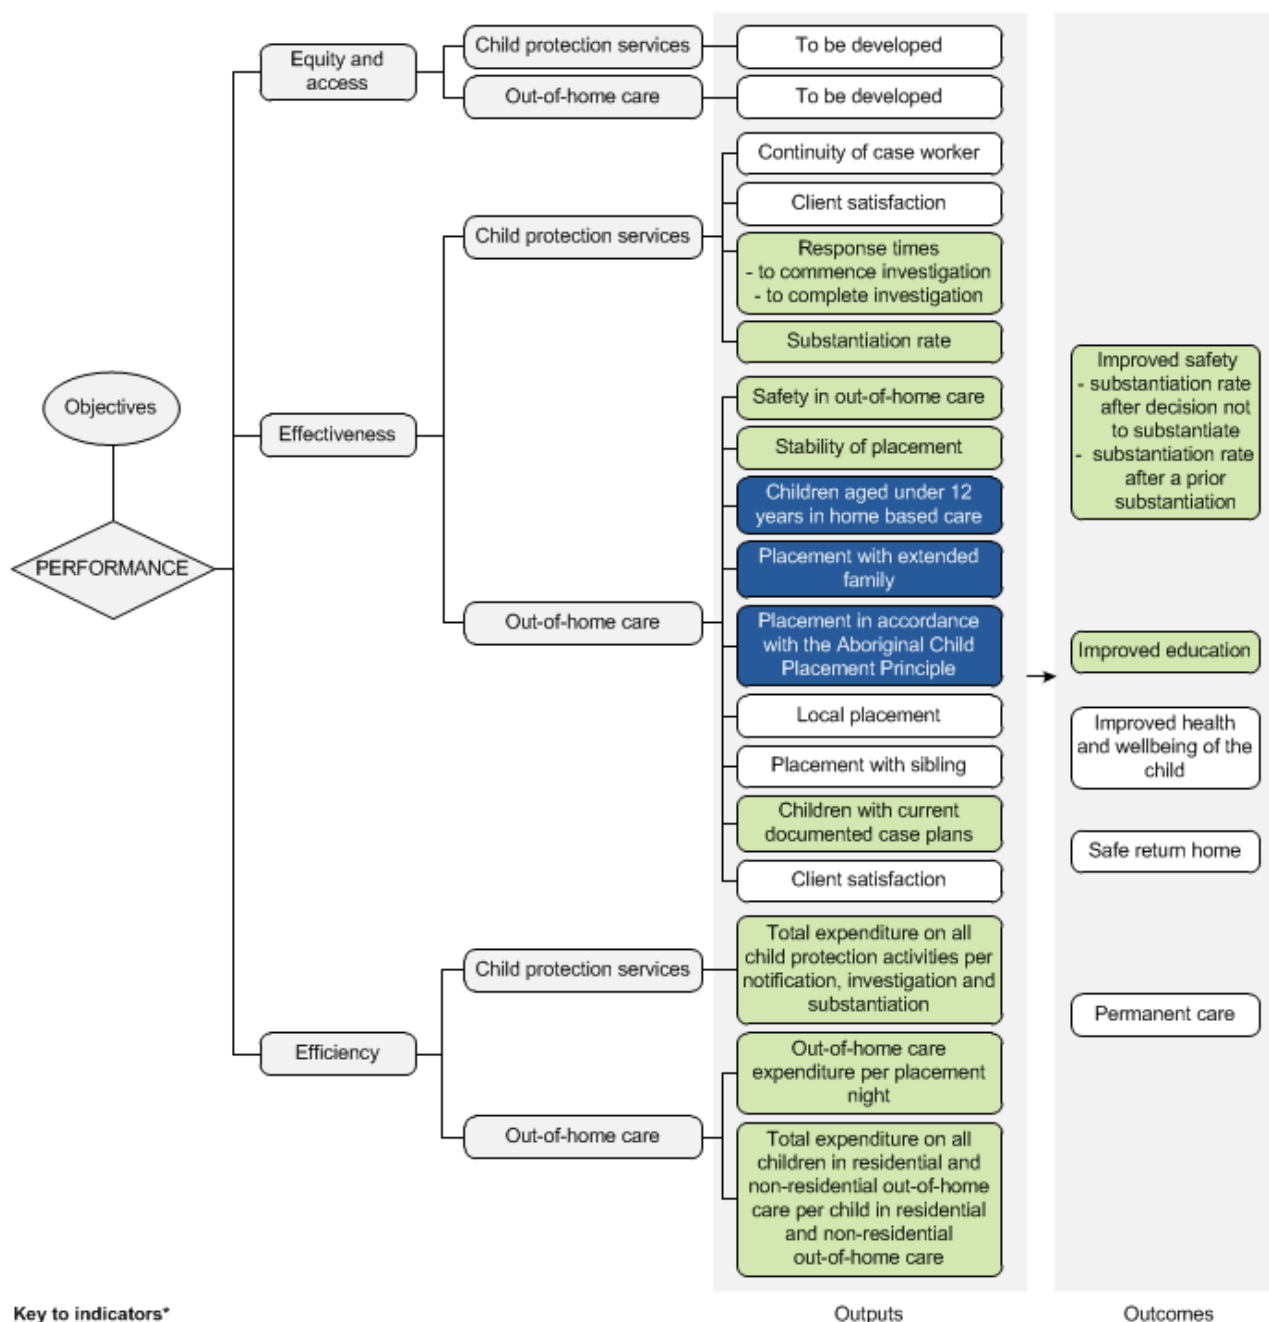 Objectives
PERFORMANCE
Equity and
access
Child protection services
To be developed
Out-of-home care
To be developed
Effectiveness
Child protection services
Continuity of case worker
Client satisfaction
Response times
- to commence investigation
- to complete investigation
Substantiation rate
Out-of-home care
Safety in out-of-home care
Stability of placement
Children aged under 12
years in home based care
Placement with extended
family
Placement in accordance
with the Aboriginal Child
Placement Principle
Local placement
Placement with sibling
Children with current
documented case plans
Client satisfaction
Efficiency
Child protection services
Total expenditure on all
child protection activities per
notification, investigation and
substantiation
Out-of-home care
Out-of-home care
expenditure per placement
night
Total expenditure on all
children in residential and
non-residential out-of-home
care per child in residential
and non-residential
out-of-home care
Improved safety
- substantiation rate
after decision not
to substantiate
- substantiation rate
after a prior
substantiation
Improved education
Improved health
and wellbeing of the
child
Safe return home
Permanent care
Key to indicators*
Outputs
Outcomes